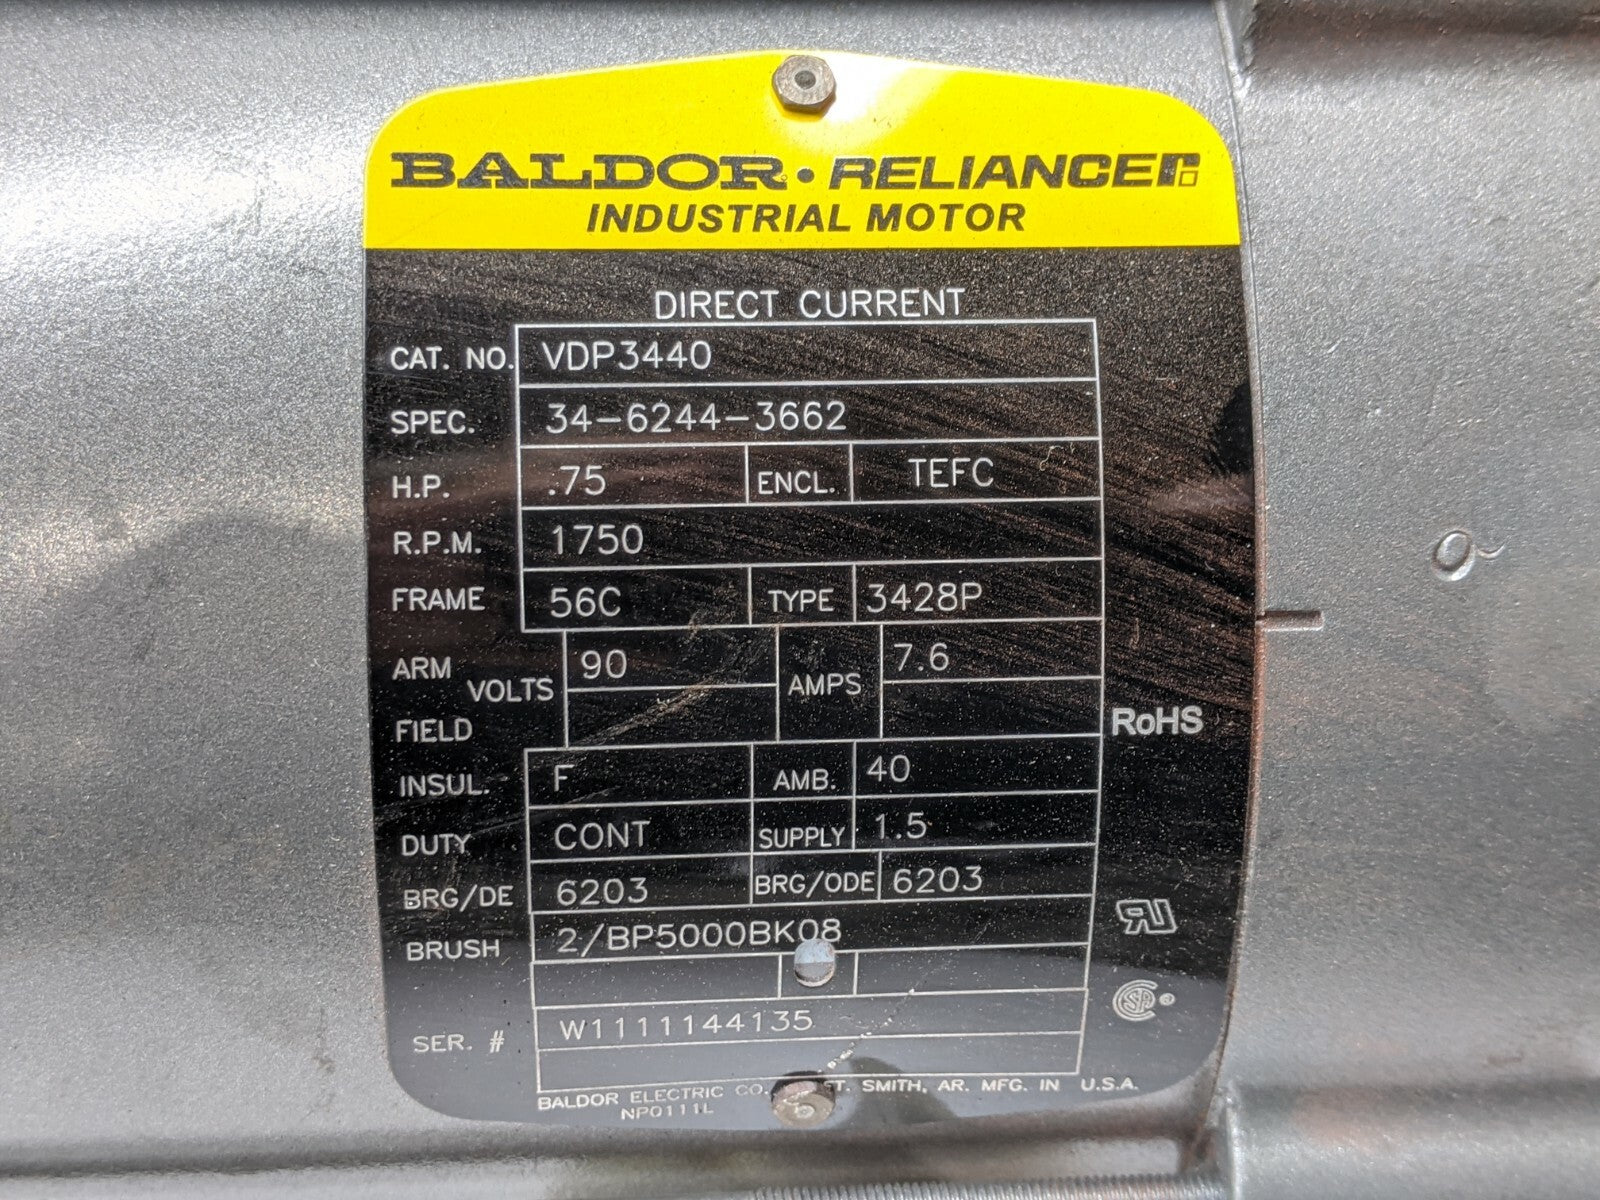 BALDOR • RELIANCE
INDUSTRIAL MOTOR
DIRECT CURRENT
CAT. NO. VDP3440
SPEC. 34-6244-3662
H.P. .75 ENCL. TEFC
R.P.M. 1750
FRAME 56C TYPE 3428P
ARM VOLTS 90 AMPS 7.6
FIELD
INSUL. F AMB. 40
DUTY CONT SUPPLY 1.5
BRG/DE 6203 BRG/ODE 6203
BRUSH 2/BP5000BK08
SER. # W1111144135
BALDOR ELECTRIC CO. SMITH, AR. MFG. IN U.S.A.
NP0111L
RoHS
RU
SA ®